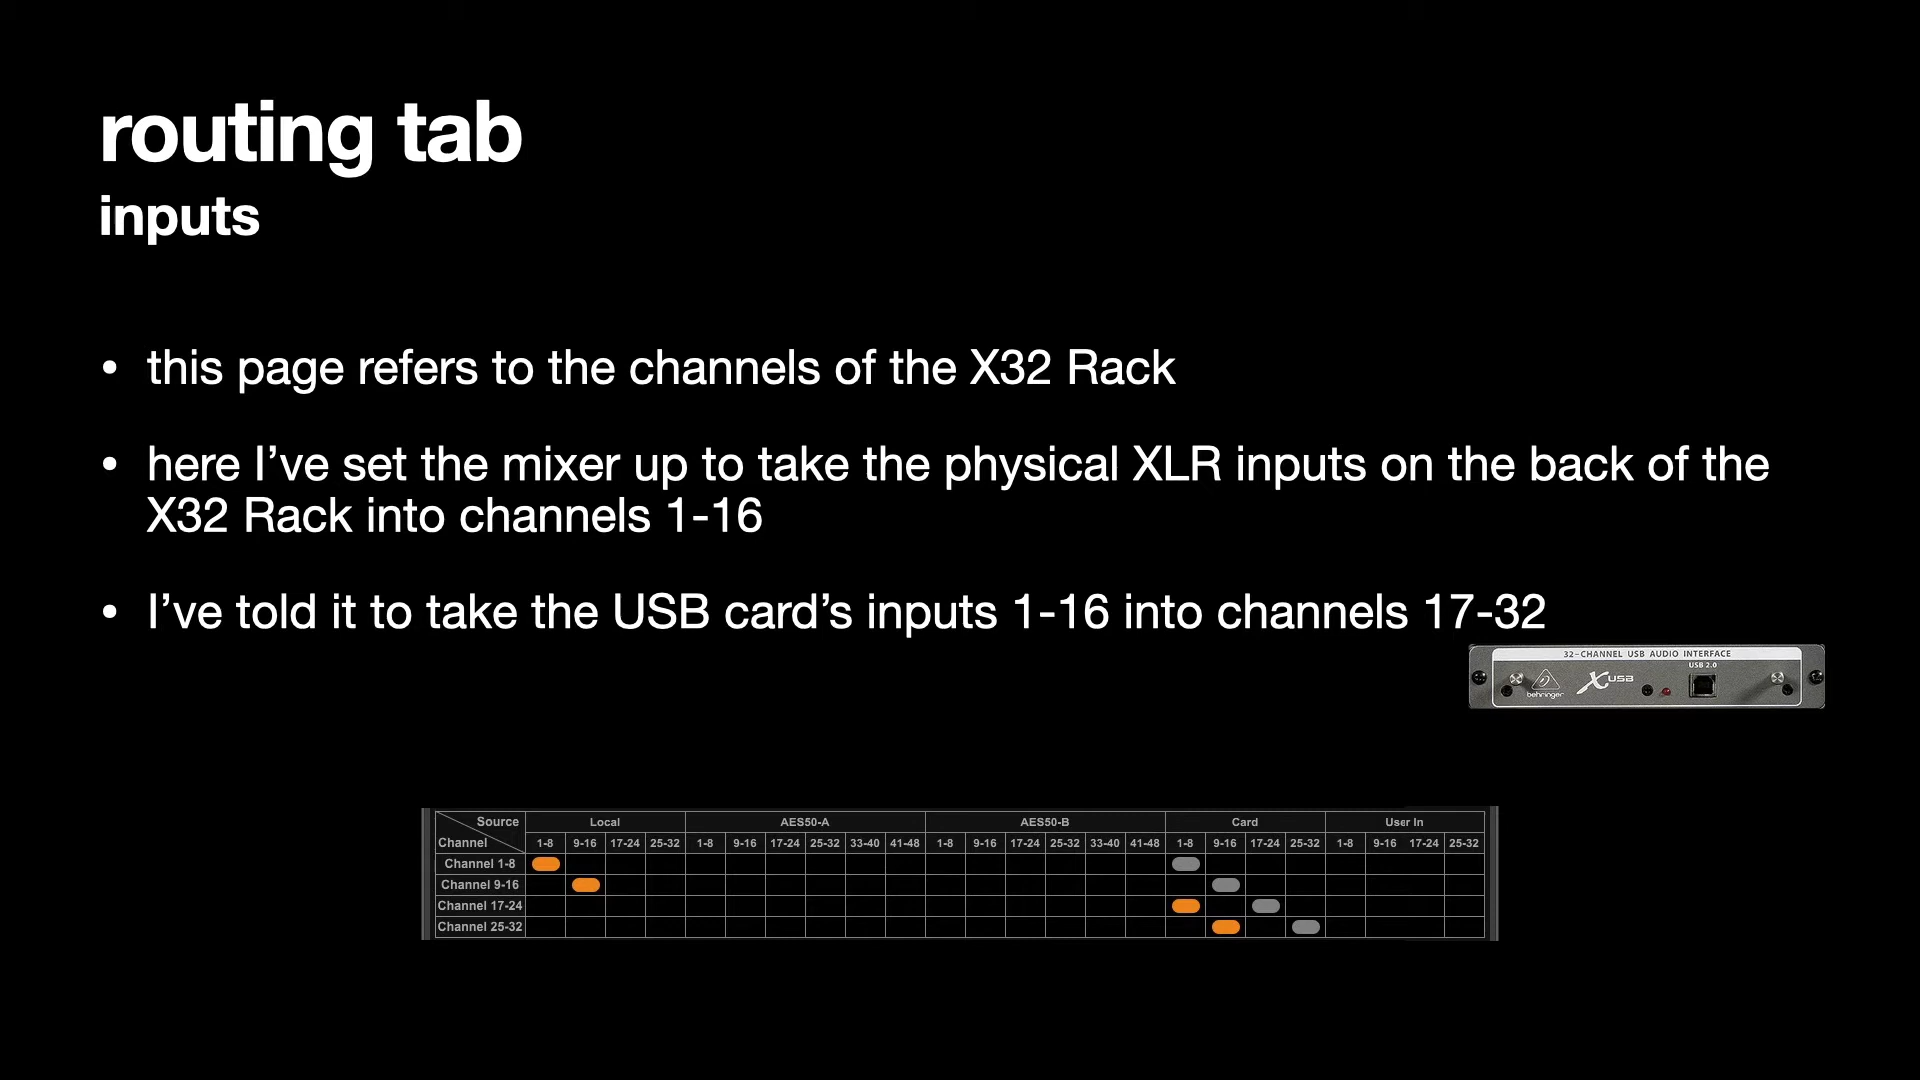 routing tab
inputs
• this page refers to the channels of the X32 Rack
• here I’ve set the mixer up to take the physical XLR inputs on the back of the
X32 Rack into channels 1-16
• I’ve told it to take the USB card’s inputs 1-16 into channels 17-32
32-CHANNEL USB AUDIO INTERFACE
USB 2.0
behringer
X USB
Source Local AES50-A AES50-B Card User In
Channel 1-8 9-16 17-24 25-32 1-8 9-16 17-24 25-32 33-40 41-48 1-8 9-16 17-24 25-32 33-40 41-48 1-8 9-16 17-24 25-32 1-8 9-16 17-24 25-32
Channel 1-8
Channel 9-16
Channel 17-24
Channel 25-32